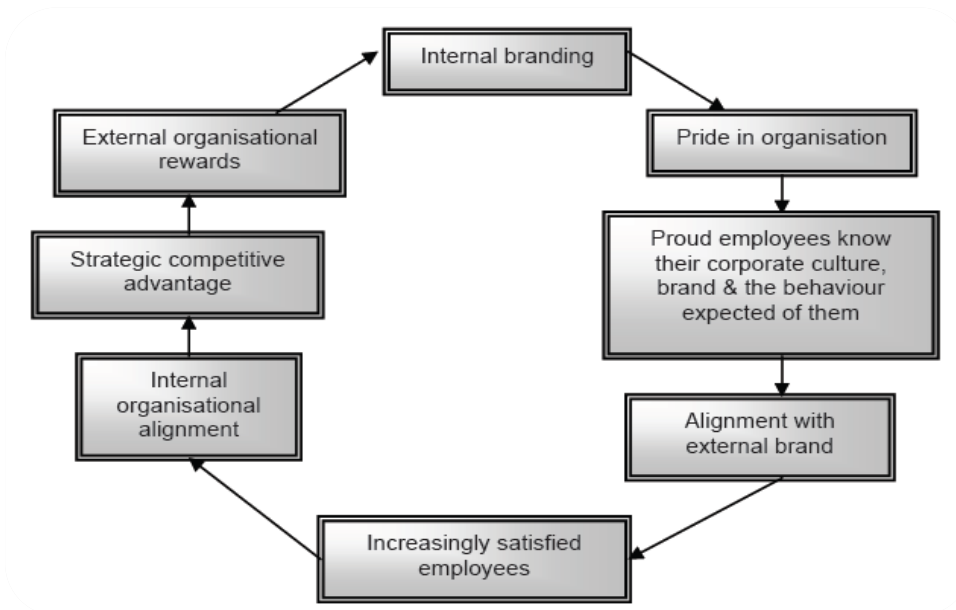 Internal branding
Pride in organisation
Proud employees know
their corporate culture,
brand & the behaviour
expected of them
Alignment with
external brand
Increasingly satisfied
employees
Internal
organisational
alignment
Strategic competitive
advantage
External organisational
rewards